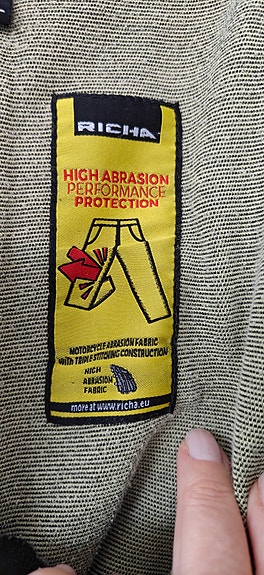 RICHA
HIGH ABRASION
PERFORMANCE
PROTECTION
MOTORCYCLE ABRASION FABRIC
with TRIPLE STITCHING CONSTRUCTION
HIGH
ABRASION
FABRIC
more at www.richa.eu